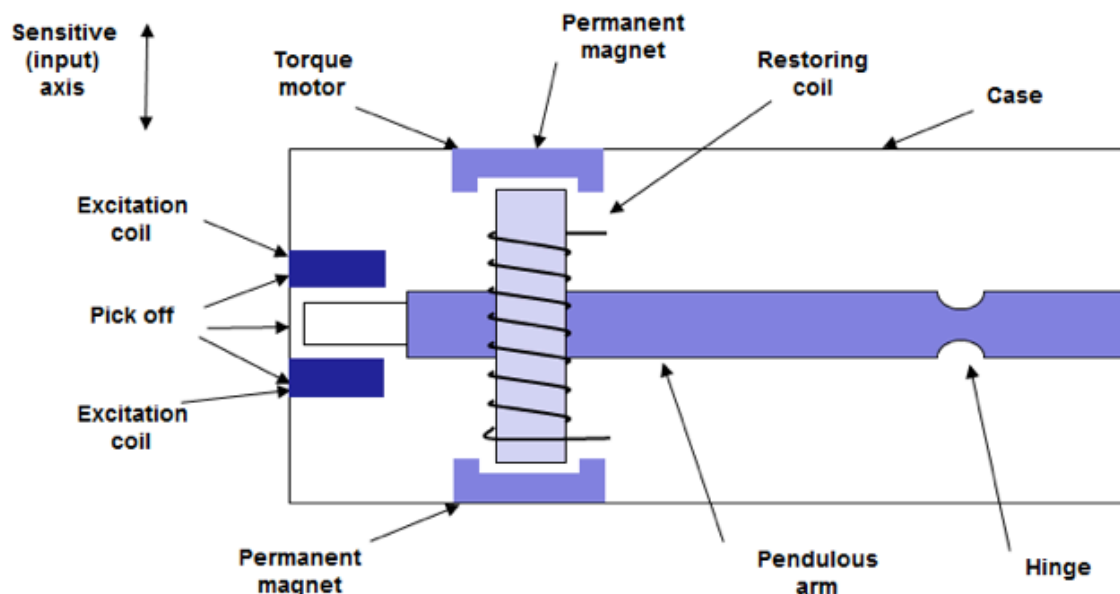 Sensitive
(input)
axis
Torque
motor
Permanent
magnet
Restoring
coil
Case
Excitation
coil
Pick off
Excitation
coil
Permanent
magnet
Pendulous
arm
Hinge